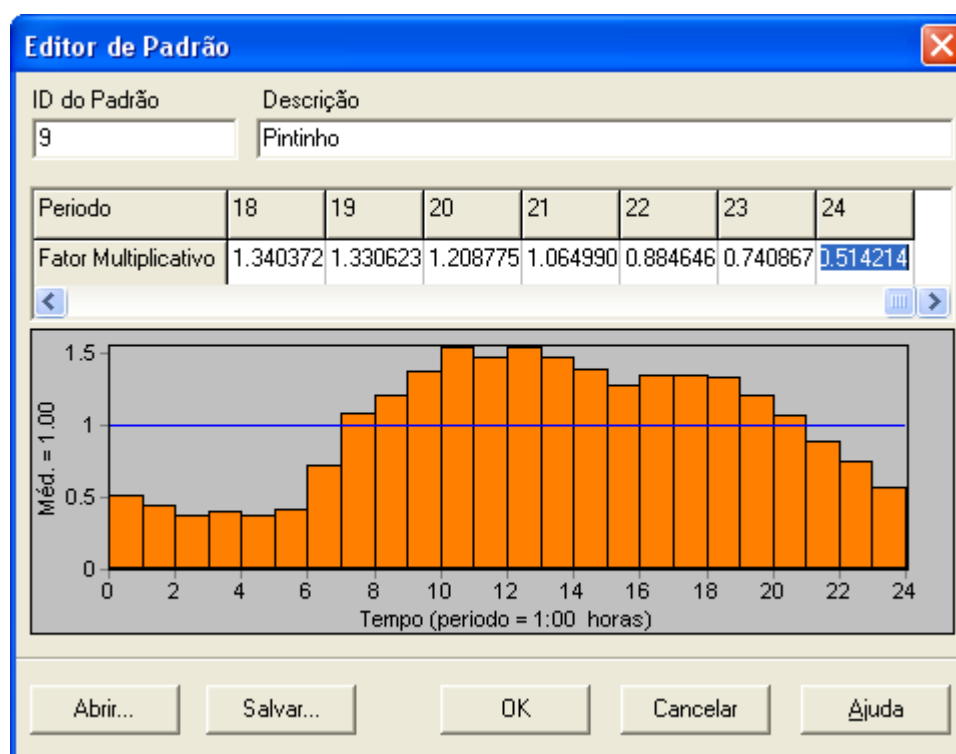 Editor de Padrão
ID do Padrão Descrição
9 Pintinho
Periodo 18 19 20 21 22 23 24
Fator Multiplicativo 1.340372 1.330623 1.208775 1.064990 0.884646 0.740867 0.514214
1.5
1
0.5
0
Méd. = 1.00
0 2 4 6 8 10 12 14 16 18 20 22 24
Tempo (periodo = 1:00 horas)
Abrir... Salvar... OK Cancelar Ajuda